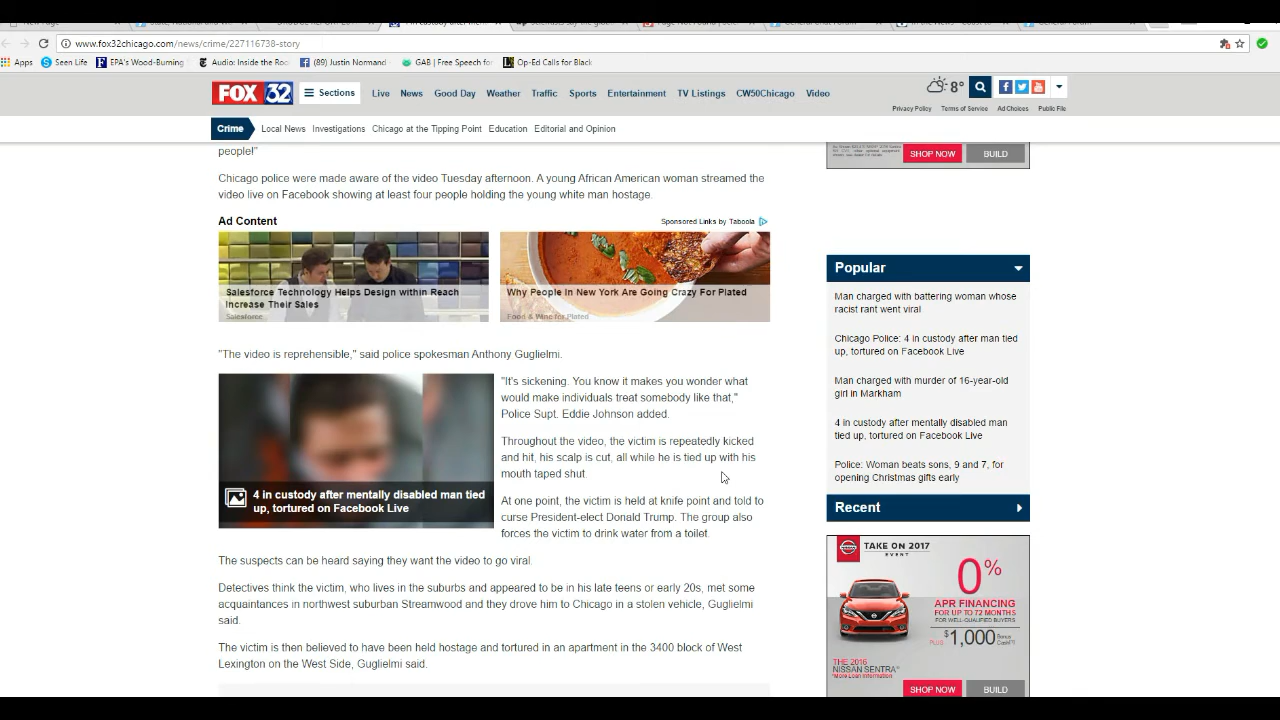 www.fox32chicago.com/news/crime/227116738-story
Apps
Seen Life
EPA's Wood-Burning
Audio: Inside the Roo
(89) Justin Normand
GAB | Free Speech for
Op-Ed Calls for Black
FOX 32
Sections
Live
News
Good Day
Weather
Traffic
Sports
Entertainment
TV Listings
CW50Chicago
Video
8°
Privacy Policy
Terms of Service
Ad Choices
Public File
Crime
Local News
Investigations
Chicago at the Tipping Point
Education
Editorial and Opinion
people!"
Chicago police were made aware of the video Tuesday afternoon. A young African American woman streamed the
video live on Facebook showing at least four people holding the young white man hostage.
Ad Content
Sponsored Links by Taboola
Salesforce Technology Helps Design within Reach
Increase Their Sales
Salesforce
Why People In New York Are Going Crazy For Plated
Food & Wine for Plated
"The video is reprehensible," said police spokesman Anthony Guglielmi.
4 in custody after mentally disabled man tied
up, tortured on Facebook Live
"It's sickening. You know it makes you wonder what
would make individuals treat somebody like that,"
Police Supt. Eddie Johnson added.
Throughout the video, the victim is repeatedly kicked
and hit, his scalp is cut, all while he is tied up with his
mouth taped shut.
At one point, the victim is held at knife point and told to
curse President-elect Donald Trump. The group also
forces the victim to drink water from a toilet.
The suspects can be heard saying they want the video to go viral.
Detectives think the victim, who lives in the suburbs and appeared to be in his late teens or early 20s, met some
acquaintances in northwest suburban Streamwood and they drove him to Chicago in a stolen vehicle, Guglielmi
said.
The victim is then believed to have been held hostage and tortured in an apartment in the 3400 block of West
Lexington on the West Side, Guglielmi said.
SHOP NOW
BUILD
Popular
Man charged with battering woman whose
racist rant went viral
Chicago Police: 4 in custody after man tied
up, tortured on Facebook Live
Man charged with murder of 16-year-old
girl in Markham
4 in custody after mentally disabled man
tied up, tortured on Facebook Live
Police: Woman beats sons, 9 and 7, for
opening Christmas gifts early
Recent
TAKE ON 2017
EVENT
0%
APR FINANCING
FOR UP TO 72 MONTHS
FOR WELL-QUALIFIED BUYERS
PLUS $1,000 Bonus Cash
THE 2016
NISSAN SENTRA
*More Loan Information
SHOP NOW
BUILD